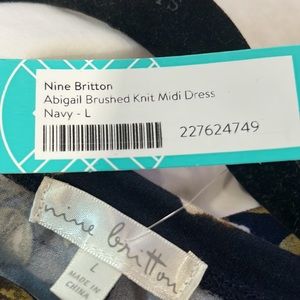 Nine Britton
Abigail Brushed Knit Midi Dress
Navy - L
227624749
nine britton
L
MADE IN
CHINA